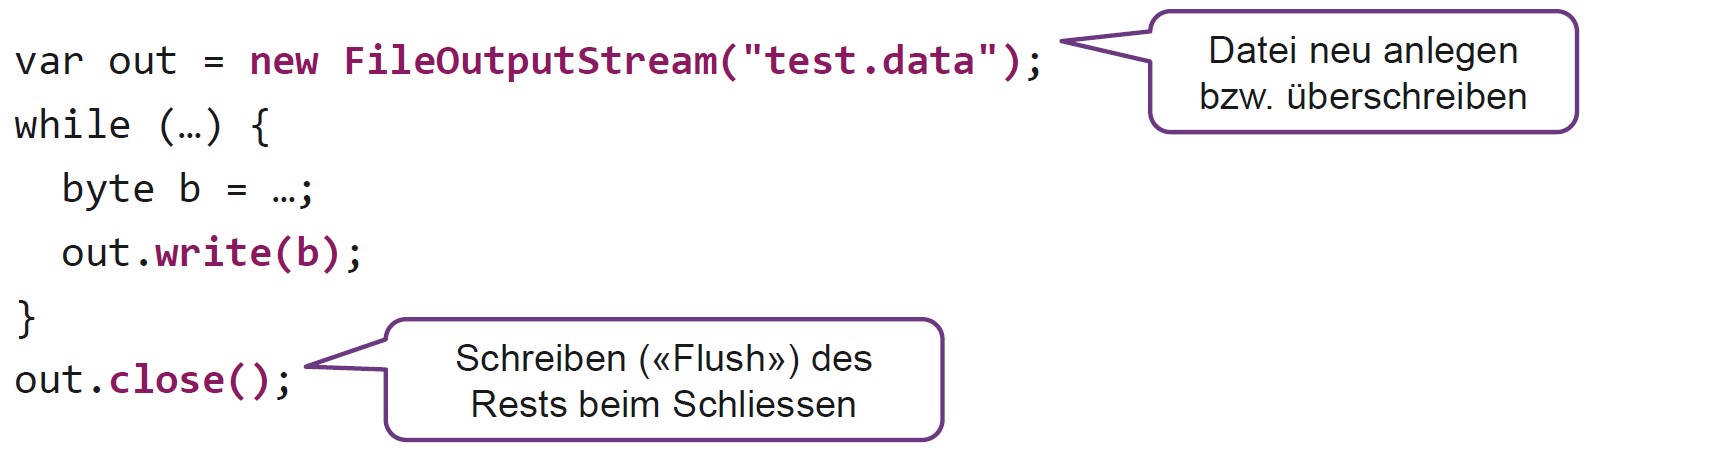 var out = new FileOutputStream("test.data");
Datei neu anlegen
bzw. überschreiben
while (…) {
byte b = …;
out.write(b);
}
out.close();
Schreiben («Flush») des
Rests beim Schliessen